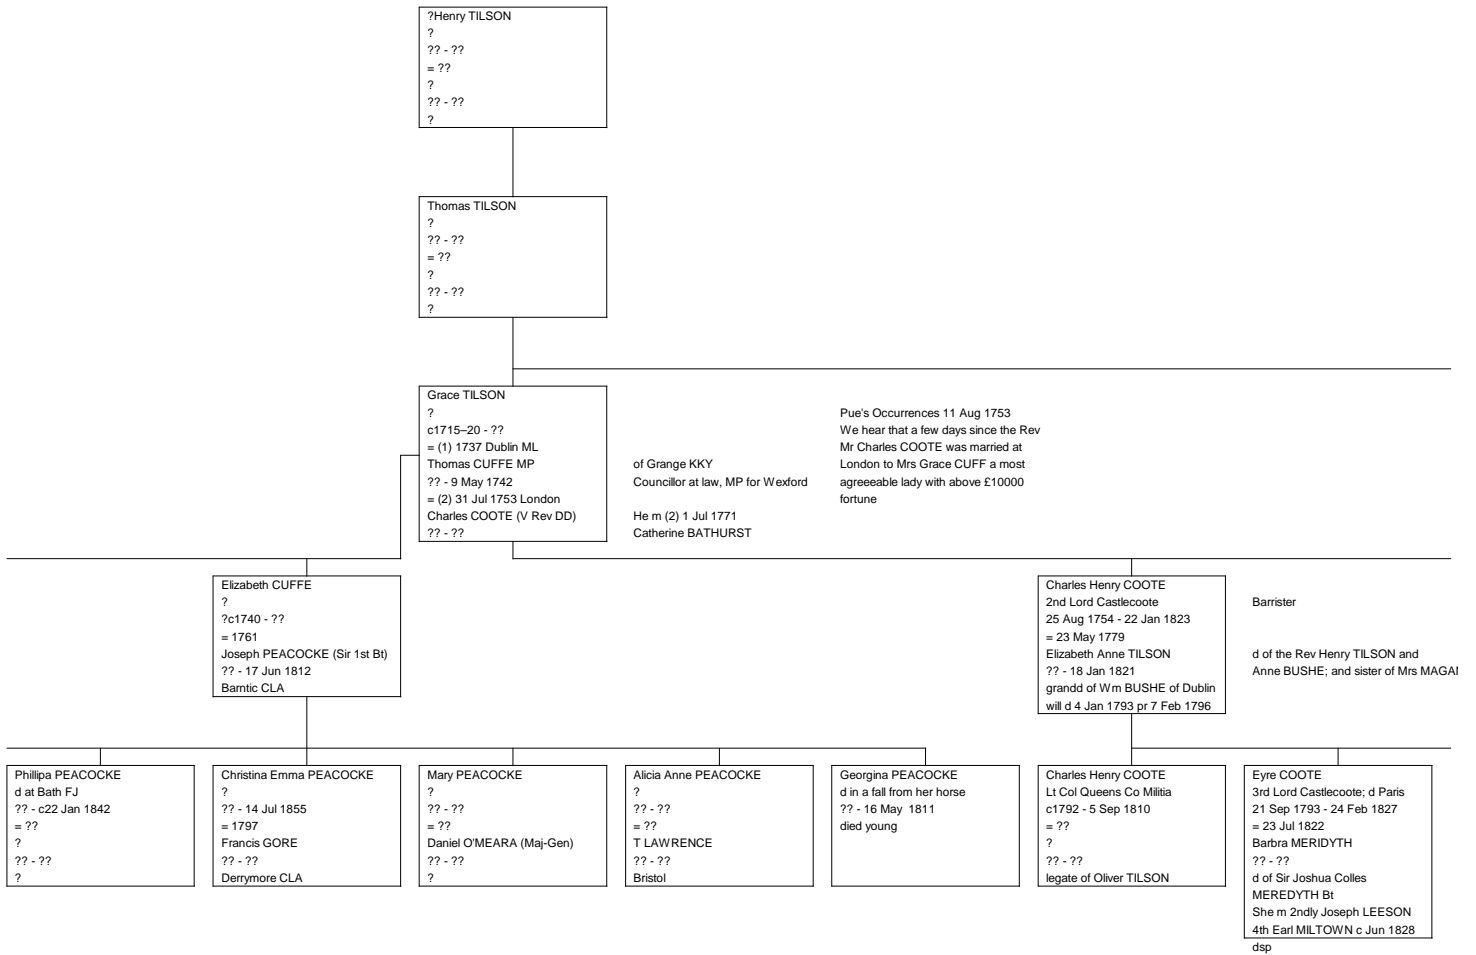 ?Henry TILSON
?
?? - ??
= ??
?
?? - ??
?
Thomas TILSON
?
?? - ??
= ??
?
?? - ??
?
Grace TILSON
?
c1715–20 - ??
= (1) 1737 Dublin ML
Thomas CUFFE MP
?? - 9 May 1742
= (2) 31 Jul 1753 London
Charles COOTE (V Rev DD)
?? - ??
of Grange KKY
Councillor at law, MP for Wexford
He m (2) 1 Jul 1771
Catherine BATHURST
Pue's Occurrences 11 Aug 1753
We hear that a few days since the Rev
Mr Charles COOTE was married at
London to Mrs Grace CUFF a most
agreeeable lady with above £10000
fortune
Elizabeth CUFFE
?
?c1740 - ??
= 1761
Joseph PEACOCKE (Sir 1st Bt)
?? - 17 Jun 1812
Barntic CLA
Charles Henry COOTE
2nd Lord Castlecoote
25 Aug 1754 - 22 Jan 1823
= 23 May 1779
Elizabeth Anne TILSON
?? - 18 Jan 1821
grandd of Wm BUSHE of Dublin
will d 4 Jan 1793 pr 7 Feb 1796
Barrister
d of the Rev Henry TILSON and
Anne BUSHE; and sister of Mrs
Phillipa PEACOCKE
d at Bath FJ
?? - c22 Jan 1842
= ??
?
?? - ??
?
Christina Emma PEACOCKE
?
?? - 14 Jul 1855
= 1797
Francis GORE
?? - ??
Derrymore CLA
Mary PEACOCKE
?
?? - ??
= ??
Daniel O'MEARA (Maj-Gen)
?? - ??
?
Alicia Anne PEACOCKE
?
?? - ??
= ??
T LAWRENCE
?? - ??
Bristol
Georgina PEACOCKE
d in a fall from her horse
?? - 16 May 1811
died young
Charles Henry COOTE
Lt Col Queens Co Militia
c1792 - 5 Sep 1810
= ??
?
?? - ??
legate of Oliver TILSON
Eyre COOTE
3rd Lord Castlecoote; d Paris
21 Sep 1793 - 24 Feb 1827
= 23 Jul 1822
Barbra MERIDYTH
?? - ??
d of Sir Joshua Colles
MEREDYTH Bt
She m 2ndly Joseph LEESON
4th Earl MILTOWN c Jun 1828
dsp